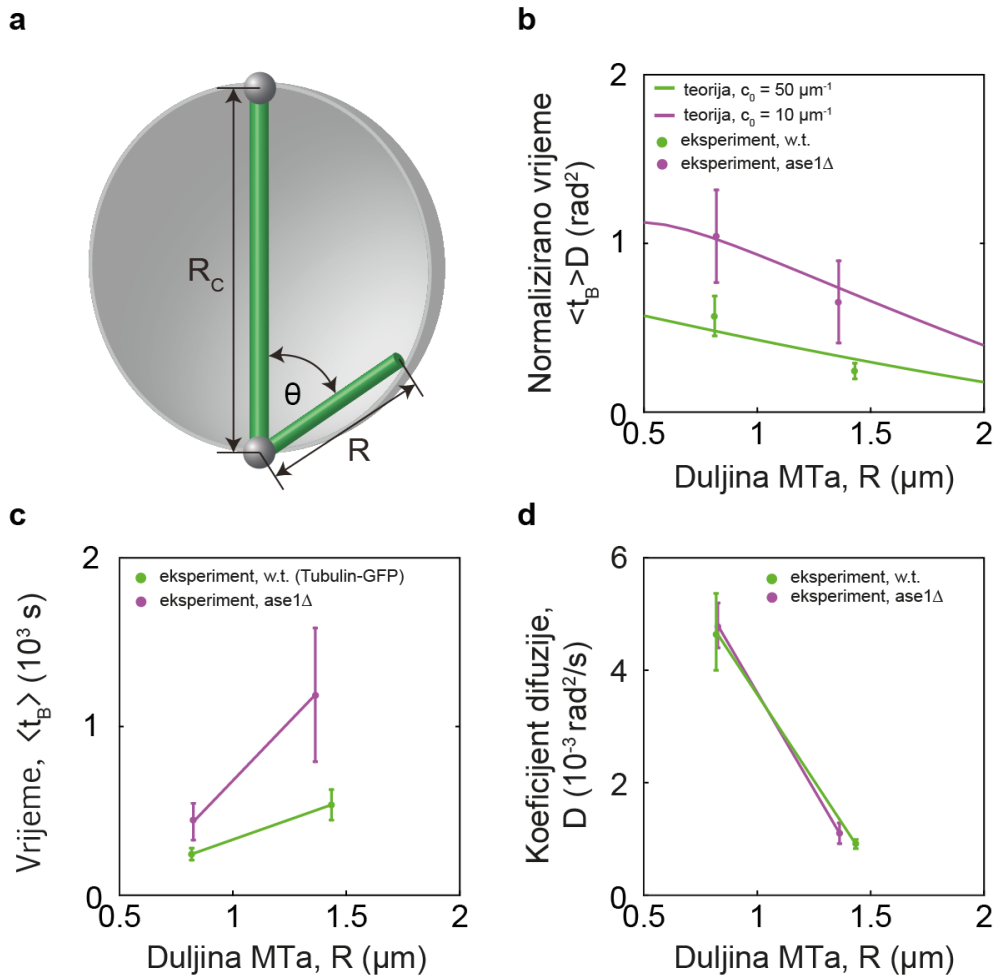 a
R_C
θ
R
b
Normalizirano vrijeme
<t_B>D (rad²)
2
1
0
teorija, c₀ = 50 µm⁻¹
teorija, c₀ = 10 µm⁻¹
eksperiment, w.t.
eksperiment, ase1Δ
0.5 1 1.5 2
Duljina MTa, R (µm)
c
Vrijeme, ⟨t_B⟩ (10³ s)
2
1
0
eksperiment, w.t. (Tubulin-GFP)
eksperiment, ase1Δ
0.5 1 1.5 2
Duljina MTa, R (µm)
d
Koeficijent difuzije,
D (10⁻³ rad²/s)
6
4
2
0
eksperiment, w.t.
eksperiment, ase1Δ
0.5 1 1.5 2
Duljina MTa, R (µm)